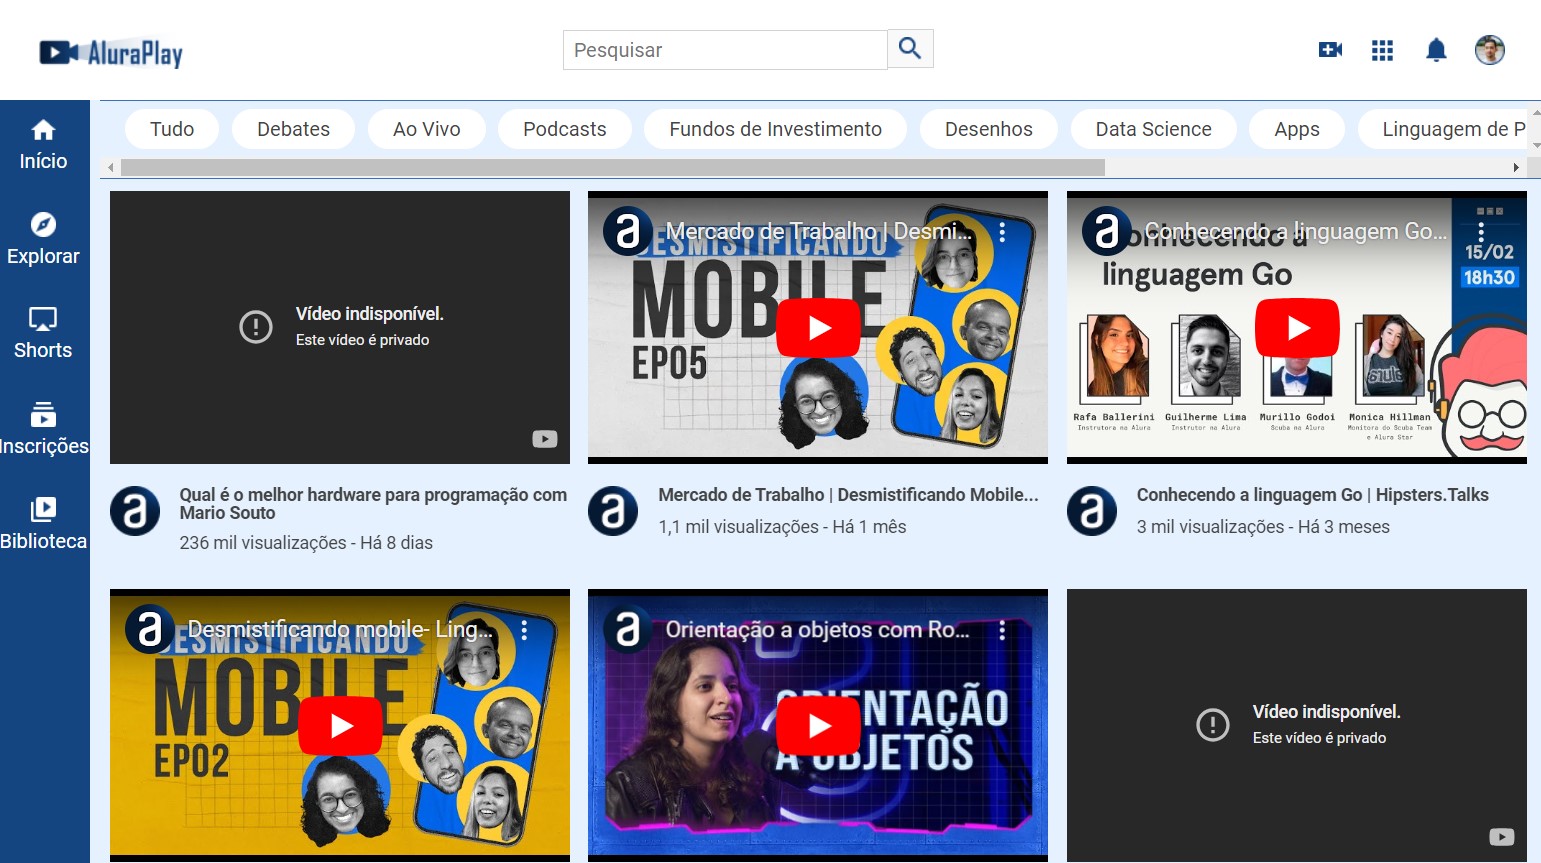 AluraPlay
Pesquisar
Início
Explorar
Shorts
Inscrições
Biblioteca
Tudo
Debates
Ao Vivo
Podcasts
Fundos de Investimento
Desenhos
Data Science
Apps
Linguagem de P
Vídeo indisponível.
Este vídeo é privado
Mercado de Trabalho | Desmi...
DESMISTIFICANDO
MOBILE
EP05
Conhecendo a linguagem Go...
Conhecendo a
linguagem Go
15/02
18h30
Rafa Ballerini
Instrutora na Alura
Guilherme Lima
Instrutor na Alura
Murillo Godoi
Scuba na Alura
Monica Hillman
Monitora do Scuba Team
e Alura Star
Qual é o melhor hardware para programação com
Mario Souto
236 mil visualizações - Há 8 dias
Mercado de Trabalho | Desmistificando Mobile...
1,1 mil visualizações - Há 1 mês
Conhecendo a linguagem Go | Hipsters.Talks
3 mil visualizações - Há 3 meses
Desmistificando mobile- Ling...
DESMISTIFICANDO
MOBILE
EP02
Orientação a objetos com Ro...
ORIENTAÇÃO
A OBJETOS
Vídeo indisponível.
Este vídeo é privado